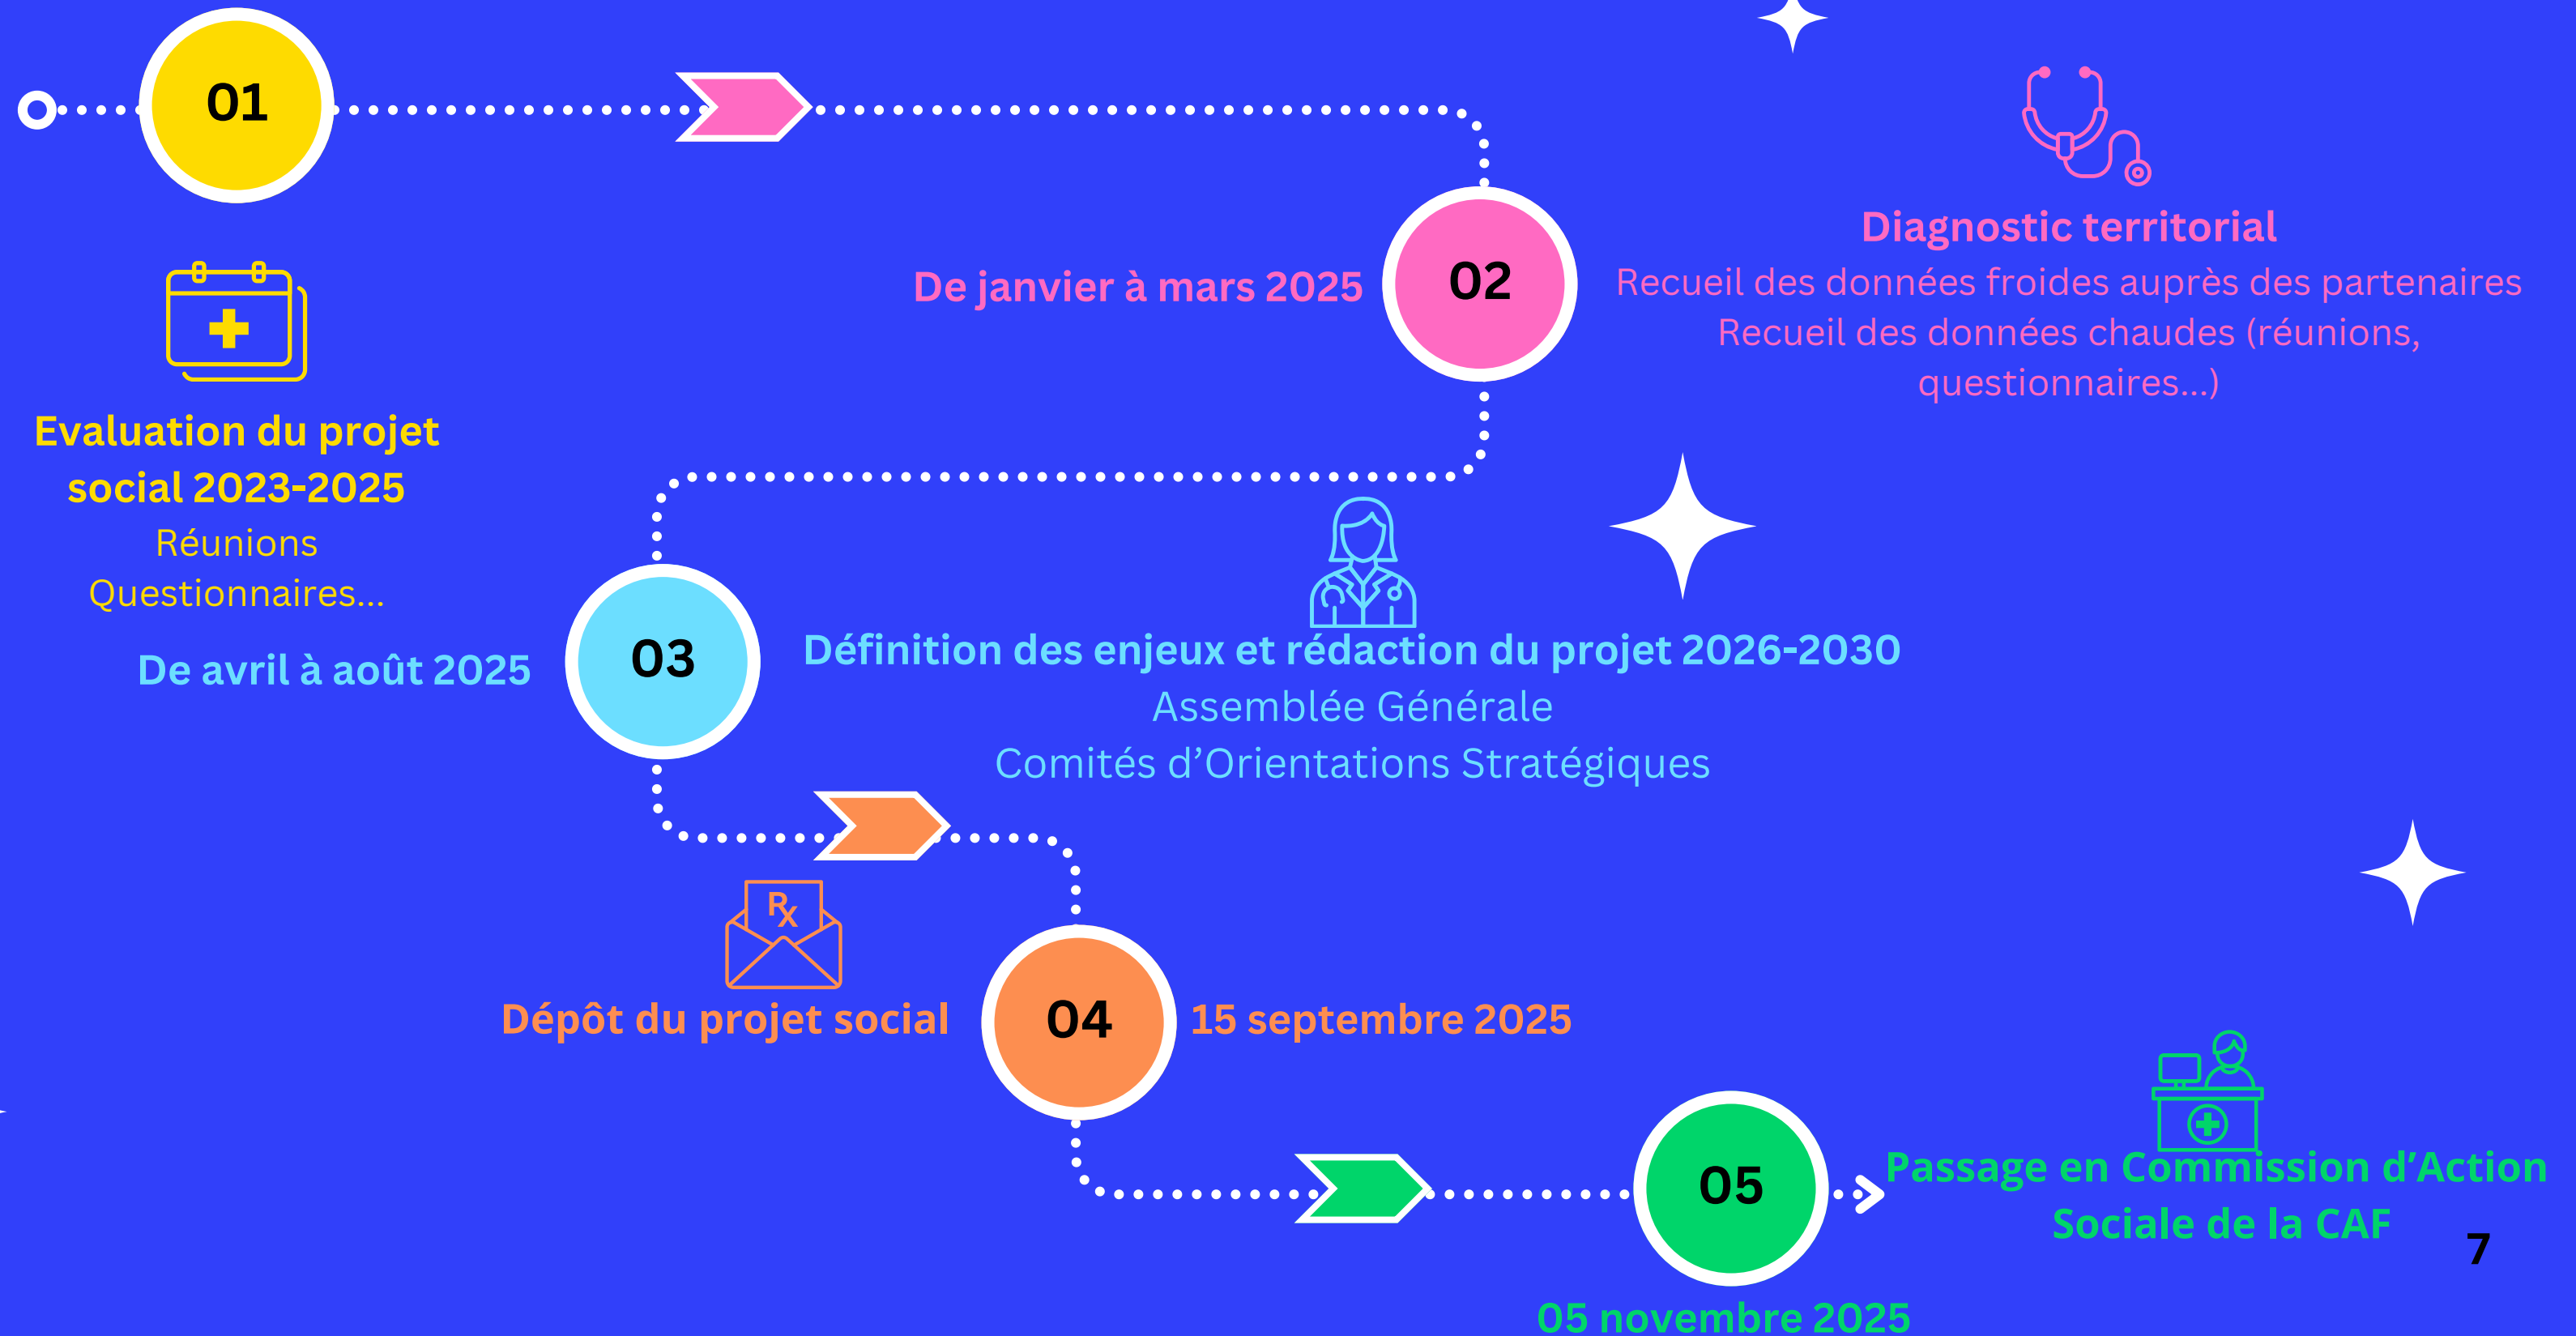 01
Evaluation du projet
social 2023-2025
Réunions
Questionnaires...
De janvier à mars 2025
02
Diagnostic territorial
Recueil des données froides auprès des partenaires
Recueil des données chaudes (réunions,
questionnaires...)
De avril à août 2025
03
Définition des enjeux et rédaction du projet 2026-2030
Assemblée Générale
Comités d’Orientations Stratégiques
Rx
Dépôt du projet social
04
15 septembre 2025
05
Passage en Commission d’Action
Sociale de la CAF
05 novembre 2025
7